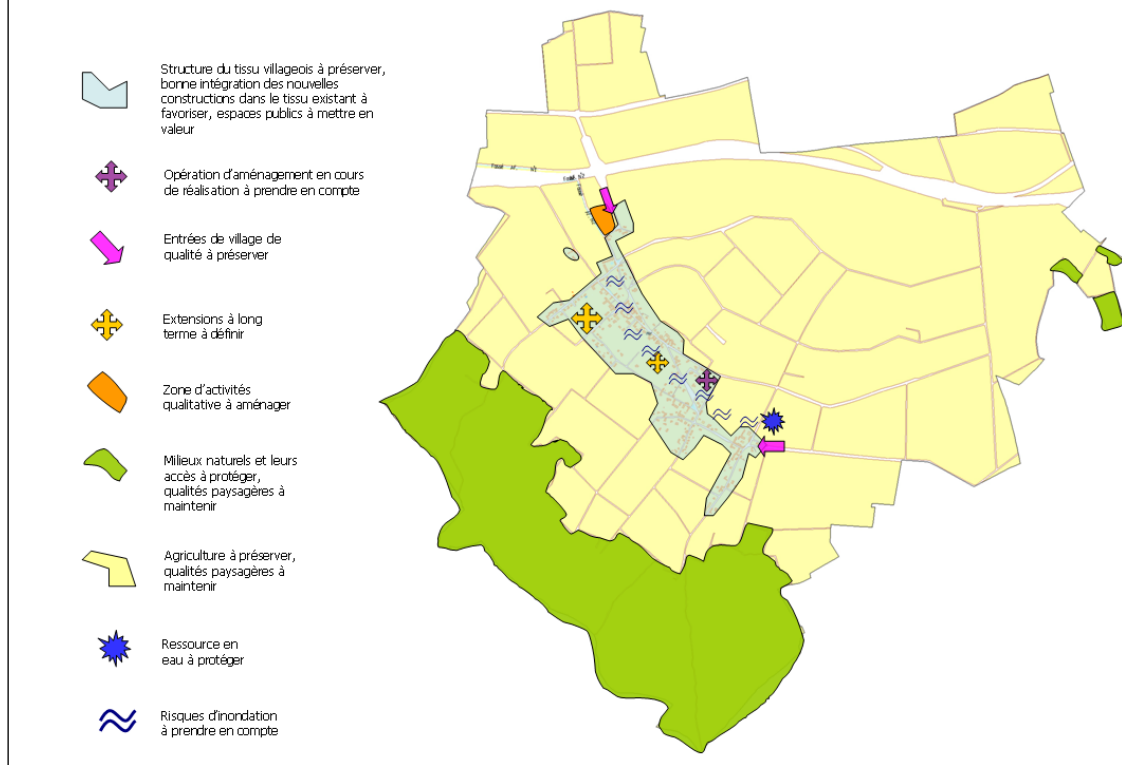 Structure du tissu villageois à préserver,
bonne intégration des nouvelles
constructions dans le tissu existant à
favoriser, espaces publics à mettre en
valeur
Opération d'aménagement en cours
de réalisation à prendre en compte
Entrées de village de
qualité à préserver
Extensions à long
terme à définir
Zone d'activités
qualitative à aménager
Milieux naturels et leurs
accès à protéger,
qualités paysagères à
maintenir
Agriculture à préserver,
qualités paysagères à
maintenir
Ressource en
eau à protéger
Risques d'inondation
à prendre en compte